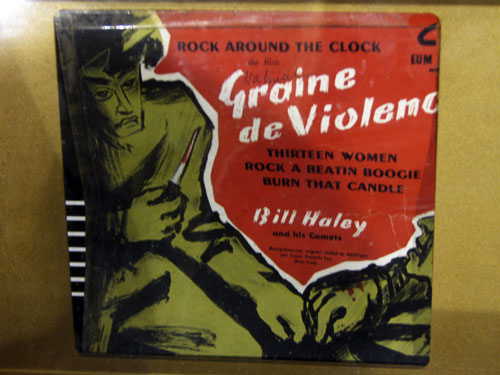 ROCK AROUND THE CLOCK
du film
EUM
Graine
de Violenc
THIRTEEN WOMEN
ROCK A BEATIN BOOGIE
BURN THAT CANDLE
Bill Haley
and his Comets